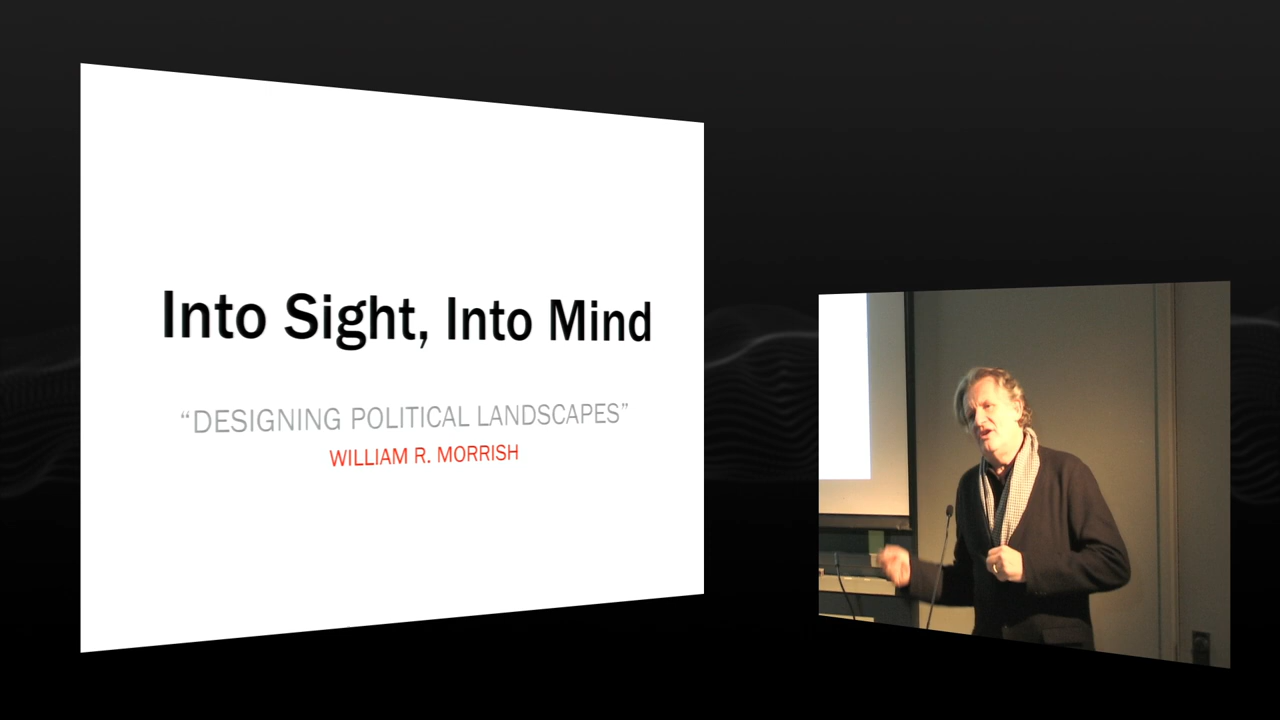 Into Sight, Into Mind
“DESIGNING POLITICAL LANDSCAPES”
WILLIAM R. MORRISH